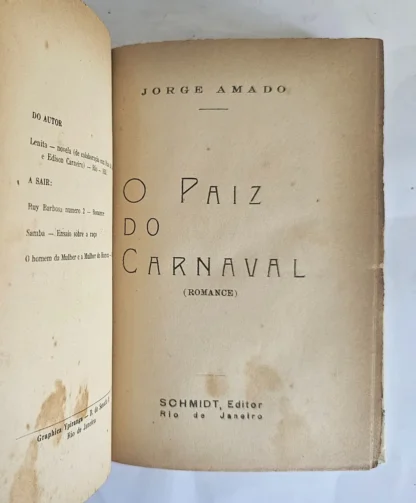 DO AUTOR
Lenita — novela (de colaboração com
e Edison Carneiro) —
A SAIR:
Ruy Barbosa numero 2 — Romance
Samba — Ensaio sobre a raça
O homem da Mulher e a Mulher do
Graphica Ypiranga —
Rio de Janeiro
JORGE AMADO
O PAIZ
DO
CARNAVAL
(ROMANCE)
SCHMIDT, Editor
Rio de Janeiro